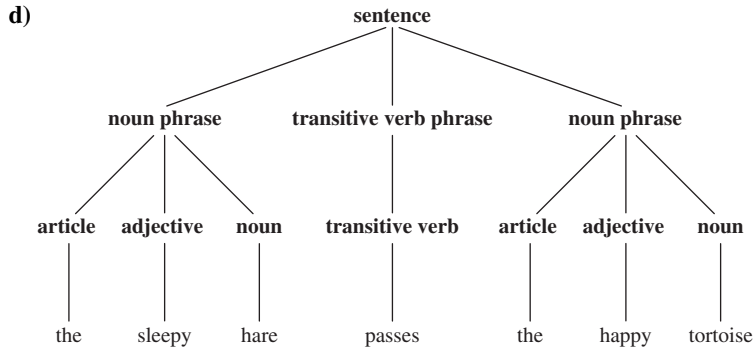 d)
sentence
noun phrase transitive verb phrase noun phrase
article adjective noun transitive verb article adjective noun
the sleepy hare passes the happy tortoise